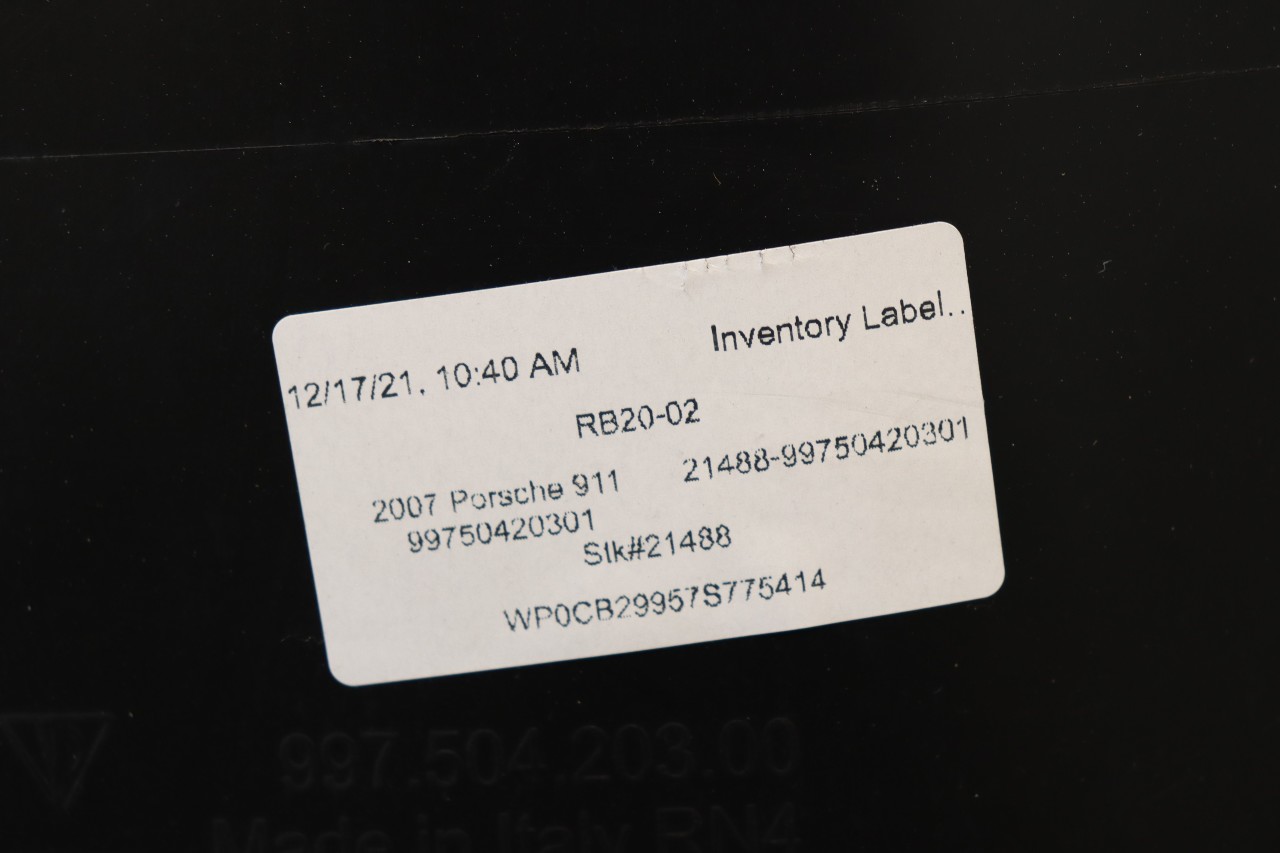 Inventory Label..
12/17/21, 10:40 AM
RB20-02
2007 Porsche 911 21488-99750420301
99750420301
Stk#21488
WP0CB29957S775414
997.504.203.00
Made in Italy RN4